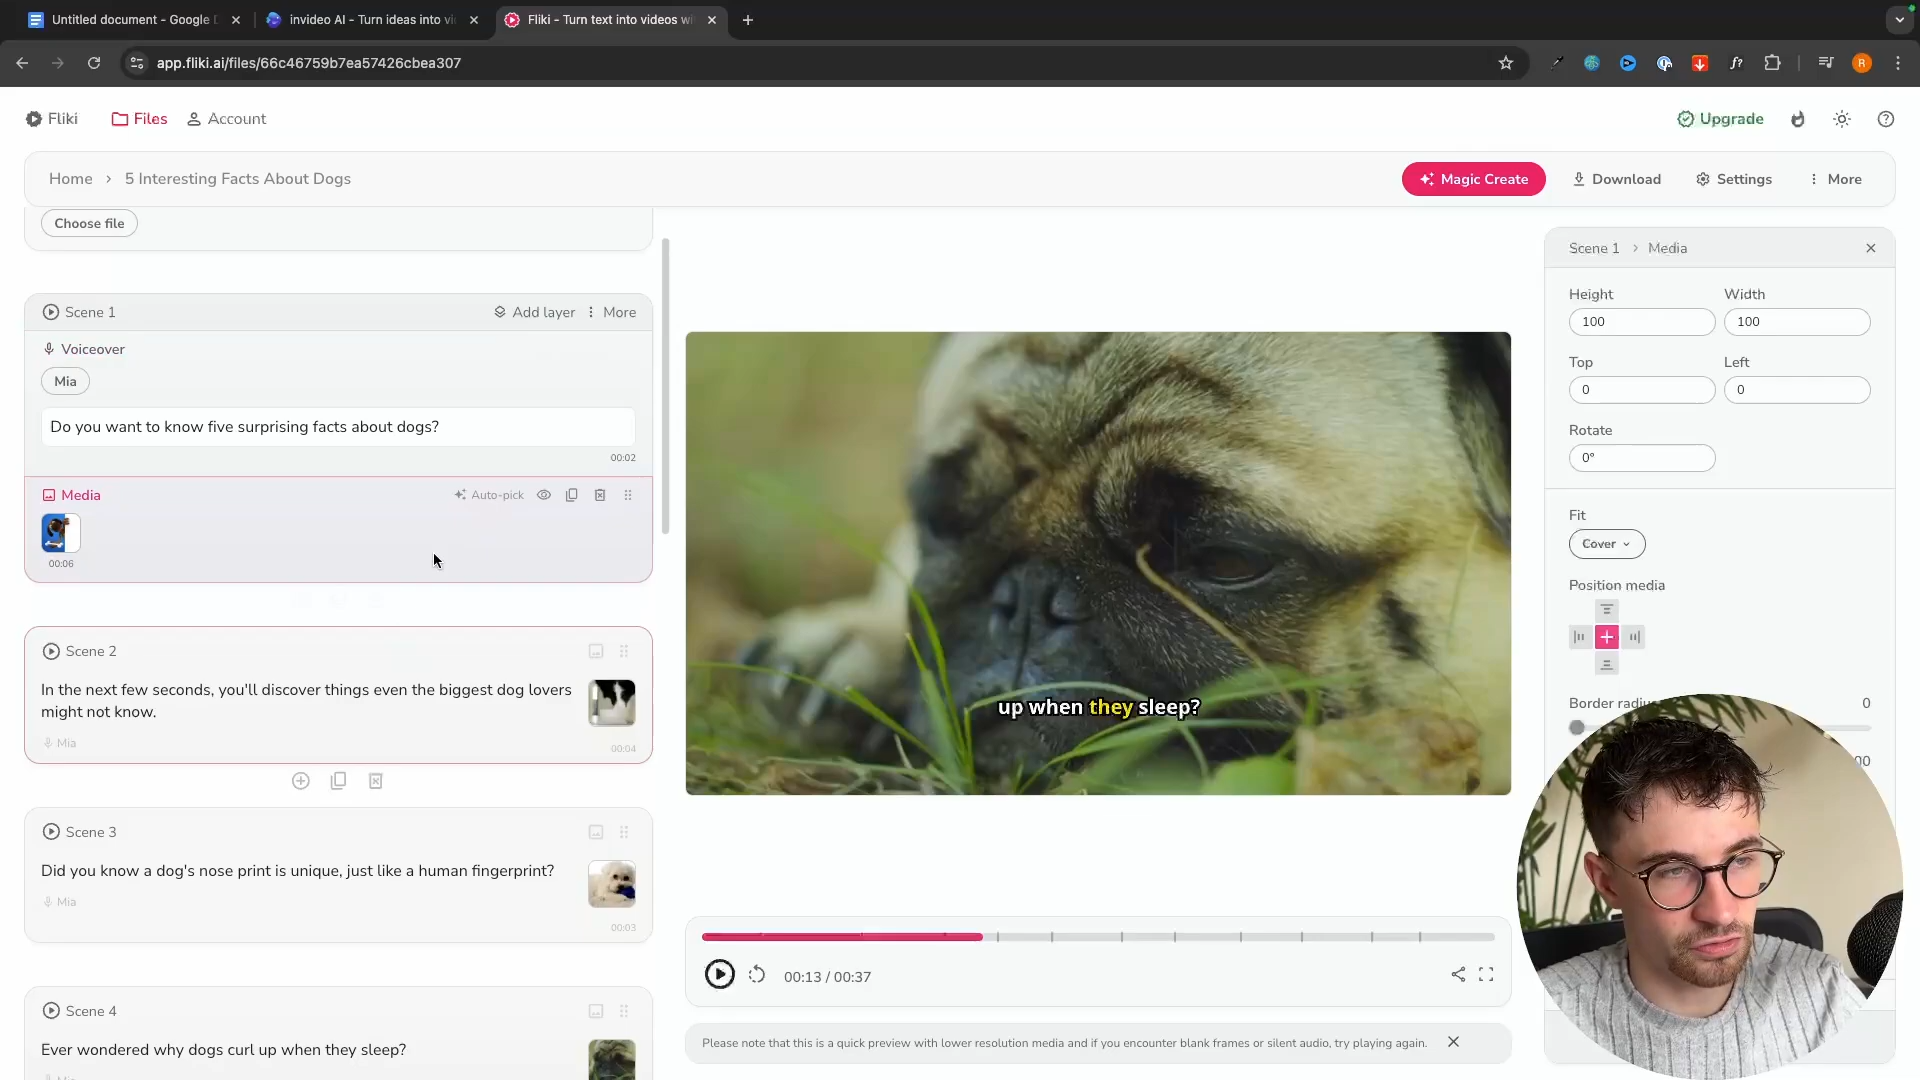 Untitled document - Google D
invideo AI - Turn ideas into vi
Fliki - Turn text into videos wi
app.fliki.ai/files/66c46759b7ea57426cbea307
R
f?
Fliki
Files
Account
Upgrade
Home
5 Interesting Facts About Dogs
Magic Create
Download
Settings
More
Choose file
Scene 1
Add layer
More
Voiceover
Mia
Do you want to know five surprising facts about dogs?
00:02
Media
Auto-pick
00:06
Scene 2
In the next few seconds, you'll discover things even the biggest dog lovers
might not know.
Mia
00:04
Scene 3
Did you know a dog's nose print is unique, just like a human fingerprint?
Mia
00:03
Scene 4
Ever wondered why dogs curl up when they sleep?
up when they sleep?
00:13 / 00:37
Please note that this is a quick preview with lower resolution media and if you encounter blank frames or silent audio, try playing again.
Scene 1
Media
Height
Width
100
100
Top
Left
0
0
Rotate
0°
Fit
Cover
Position media
Border radiu
0
00